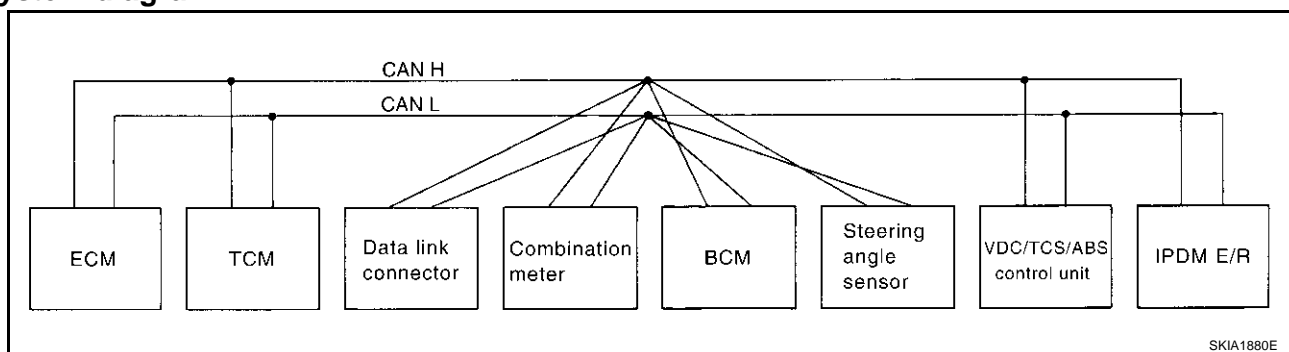 CAN H
CAN L
ECM
TCM
Data link
connector
Combination
meter
BCM
Steering
angle
sensor
VDC/TCS/ABS
control unit
IPDM E/R
SKIA1880E